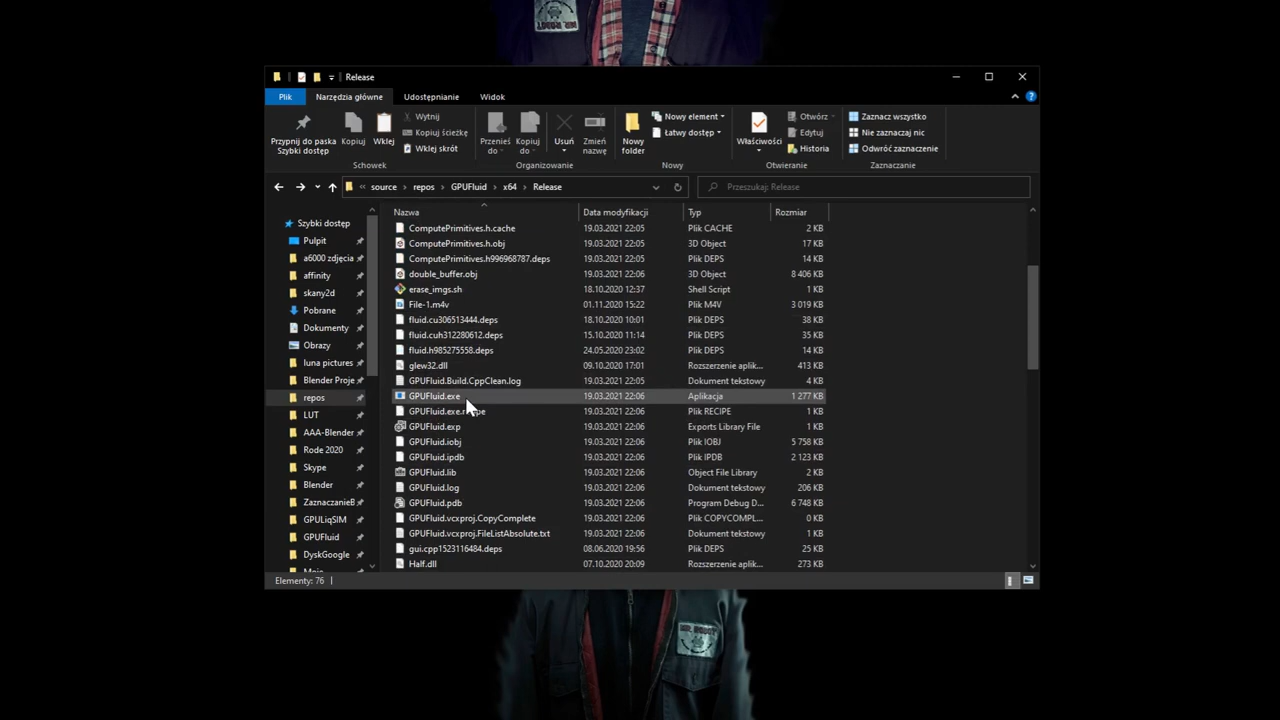 MR. ROBOT
Release
Plik Narzędzia główne Udostępnianie Widok
Przypnij do paska Szybki dostęp
Kopiuj
Wklej
Wytnij
Kopiuj ścieżkę
Wklej skrót
Schowek
Przenieś do
Kopiuj do
Usuń
Zmień nazwę
Organizowanie
Nowy folder
Nowy element
Łatwy dostęp
Nowy
Właściwości
Otwórz
Edytuj
Historia
Otwieranie
Zaznacz wszystko
Nie zaznaczaj nic
Odwróć zaznaczenie
Zaznaczanie
« source › repos › GPUFluid › x64 › Release
Przeszukaj: Release
Szybki dostęp
Pulpit
a6000 zdjęcia
affinity
skany2d
Pobrane
Dokumenty
Obrazy
luna pictures
Blender Proje
repos
LUT
AAA-Blender
Rode 2020
Skype
Blender
ZaznaczanieB
GPULiqSIM
GPUFluid
DyskGoogle
Nazwa Data modyfikacji Typ Rozmiar
ComputePrimitives.h.cache 19.03.2021 22:05 Plik CACHE 2 KB
ComputePrimitives.h.obj 19.03.2021 22:05 3D Object 17 KB
ComputePrimitives.h996968787.deps 19.03.2021 22:05 Plik DEPS 14 KB
double_buffer.obj 19.03.2021 22:06 3D Object 8 406 KB
erase_imgs.sh 18.10.2020 12:37 Shell Script 1 KB
File-1.m4v 01.11.2020 15:22 Plik M4V 3 019 KB
fluid.cu306513444.deps 18.10.2020 10:01 Plik DEPS 38 KB
fluid.cuh312280612.deps 15.10.2020 11:14 Plik DEPS 35 KB
fluid.h985275558.deps 24.05.2020 23:02 Plik DEPS 14 KB
glew32.dll 09.10.2020 17:01 Rozszerzenie aplik... 413 KB
GPUFluid.Build.CppClean.log 19.03.2021 22:05 Dokument tekstowy 4 KB
GPUFluid.exe 19.03.2021 22:06 Aplikacja 1 277 KB
GPUFluid.exe.recipe 19.03.2021 22:06 Plik RECIPE 1 KB
GPUFluid.exp 19.03.2021 22:06 Exports Library File 1 KB
GPUFluid.iobj 19.03.2021 22:06 Plik IOBJ 5 758 KB
GPUFluid.ipdb 19.03.2021 22:06 Plik IPDB 2 123 KB
GPUFluid.lib 19.03.2021 22:06 Object File Library 2 KB
GPUFluid.log 19.03.2021 22:06 Dokument tekstowy 206 KB
GPUFluid.pdb 19.03.2021 22:06 Program Debug D... 6 748 KB
GPUFluid.vcxproj.CopyComplete 19.03.2021 22:06 Plik COPYCOMPL... 0 KB
GPUFluid.vcxproj.FileListAbsolute.txt 19.03.2021 22:06 Dokument tekstowy 1 KB
gui.cpp1523116484.deps 08.06.2020 19:56 Plik DEPS 25 KB
Half.dll 07.10.2020 20:09 Rozszerzenie aplik... 273 KB
Elementy: 76
MR. ROBOT